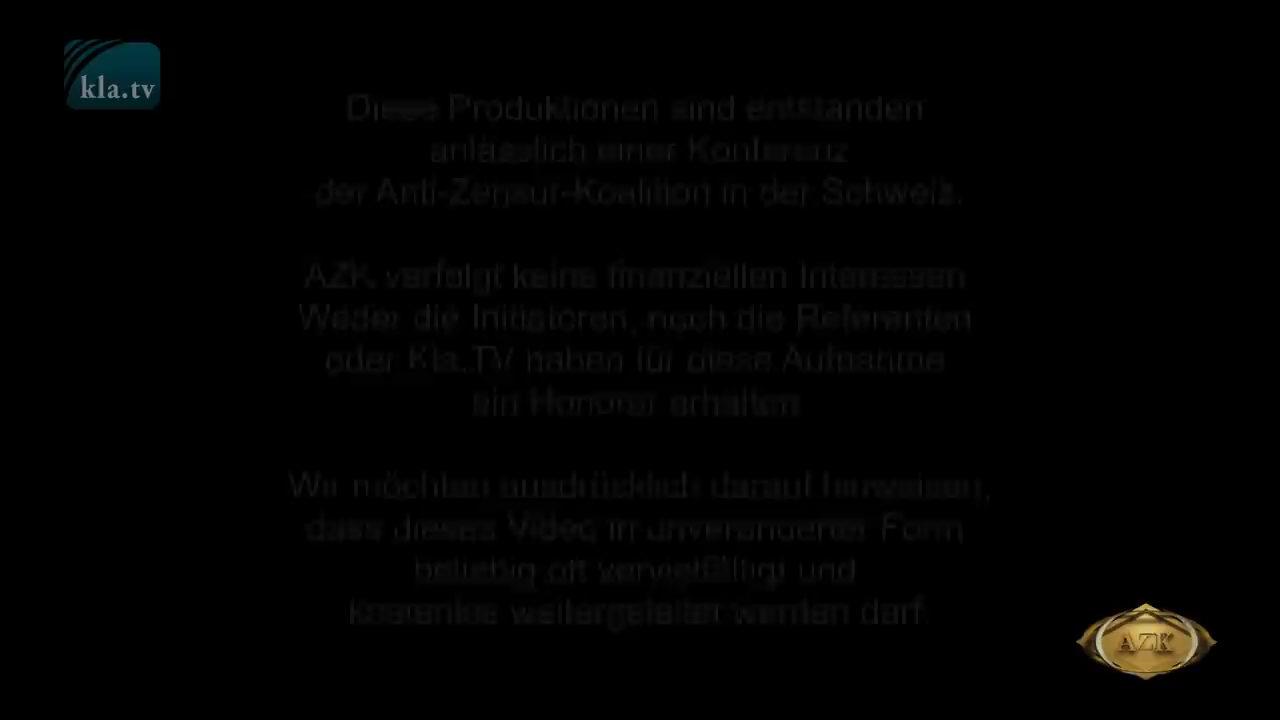 kla.tv
Diese Produktionen sind entstanden
anlässlich einer Konferenz
der Anti-Zensur-Koalition in der Schweiz.
AZK verfolgt keine finanziellen Interessen
Weder die Initiatoren, noch die Referenten
oder Kla.TV haben für diese Aufnahme
ein Honorar erhalten
Wir möchten ausdrücklich darauf hinweisen,
dass dieses Video in unveränderter Form
beliebig oft vervielfältigt und
kostenlos weitergeleitet werden darf.
AZK